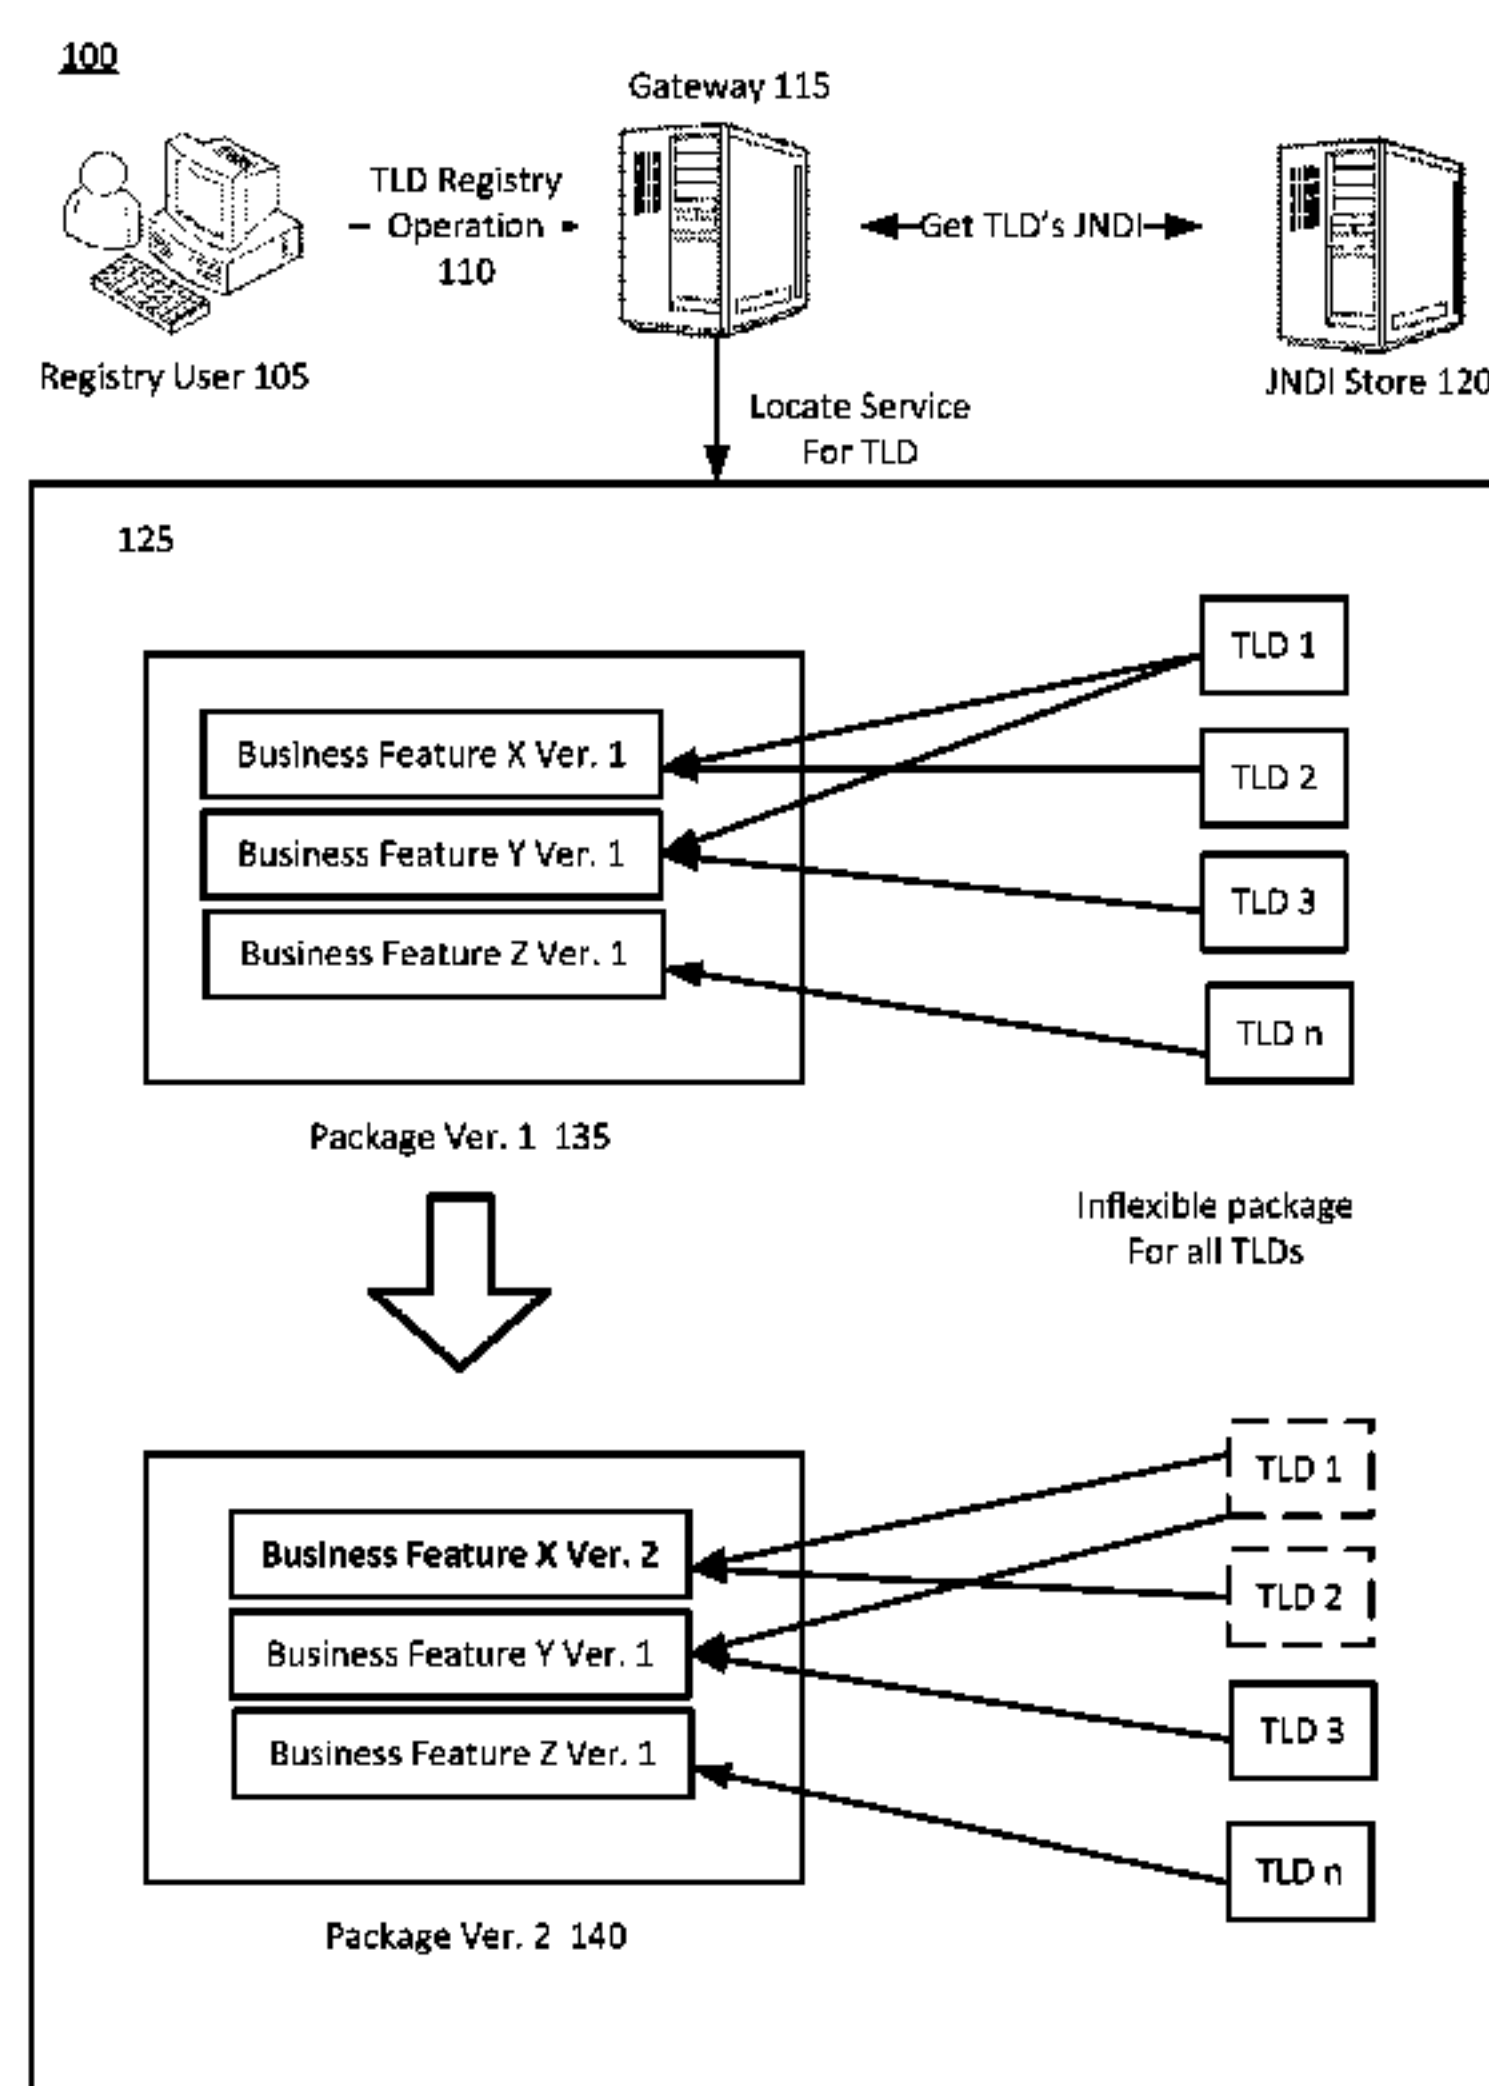 100
Gateway 115
TLD Registry
Operation
110
Get TLD's JNDI
Registry User 105
JNDI Store 120
Locate Service
For TLD
125
TLD 1
Business Feature X Ver. 1
TLD 2
Business Feature Y Ver. 1
TLD 3
Business Feature Z Ver. 1
TLD n
Package Ver. 1 135
Inflexible package
For all TLDs
TLD 1
Business Feature X Ver. 2
TLD 2
Business Feature Y Ver. 1
TLD 3
Business Feature Z Ver. 1
TLD n
Package Ver. 2 140